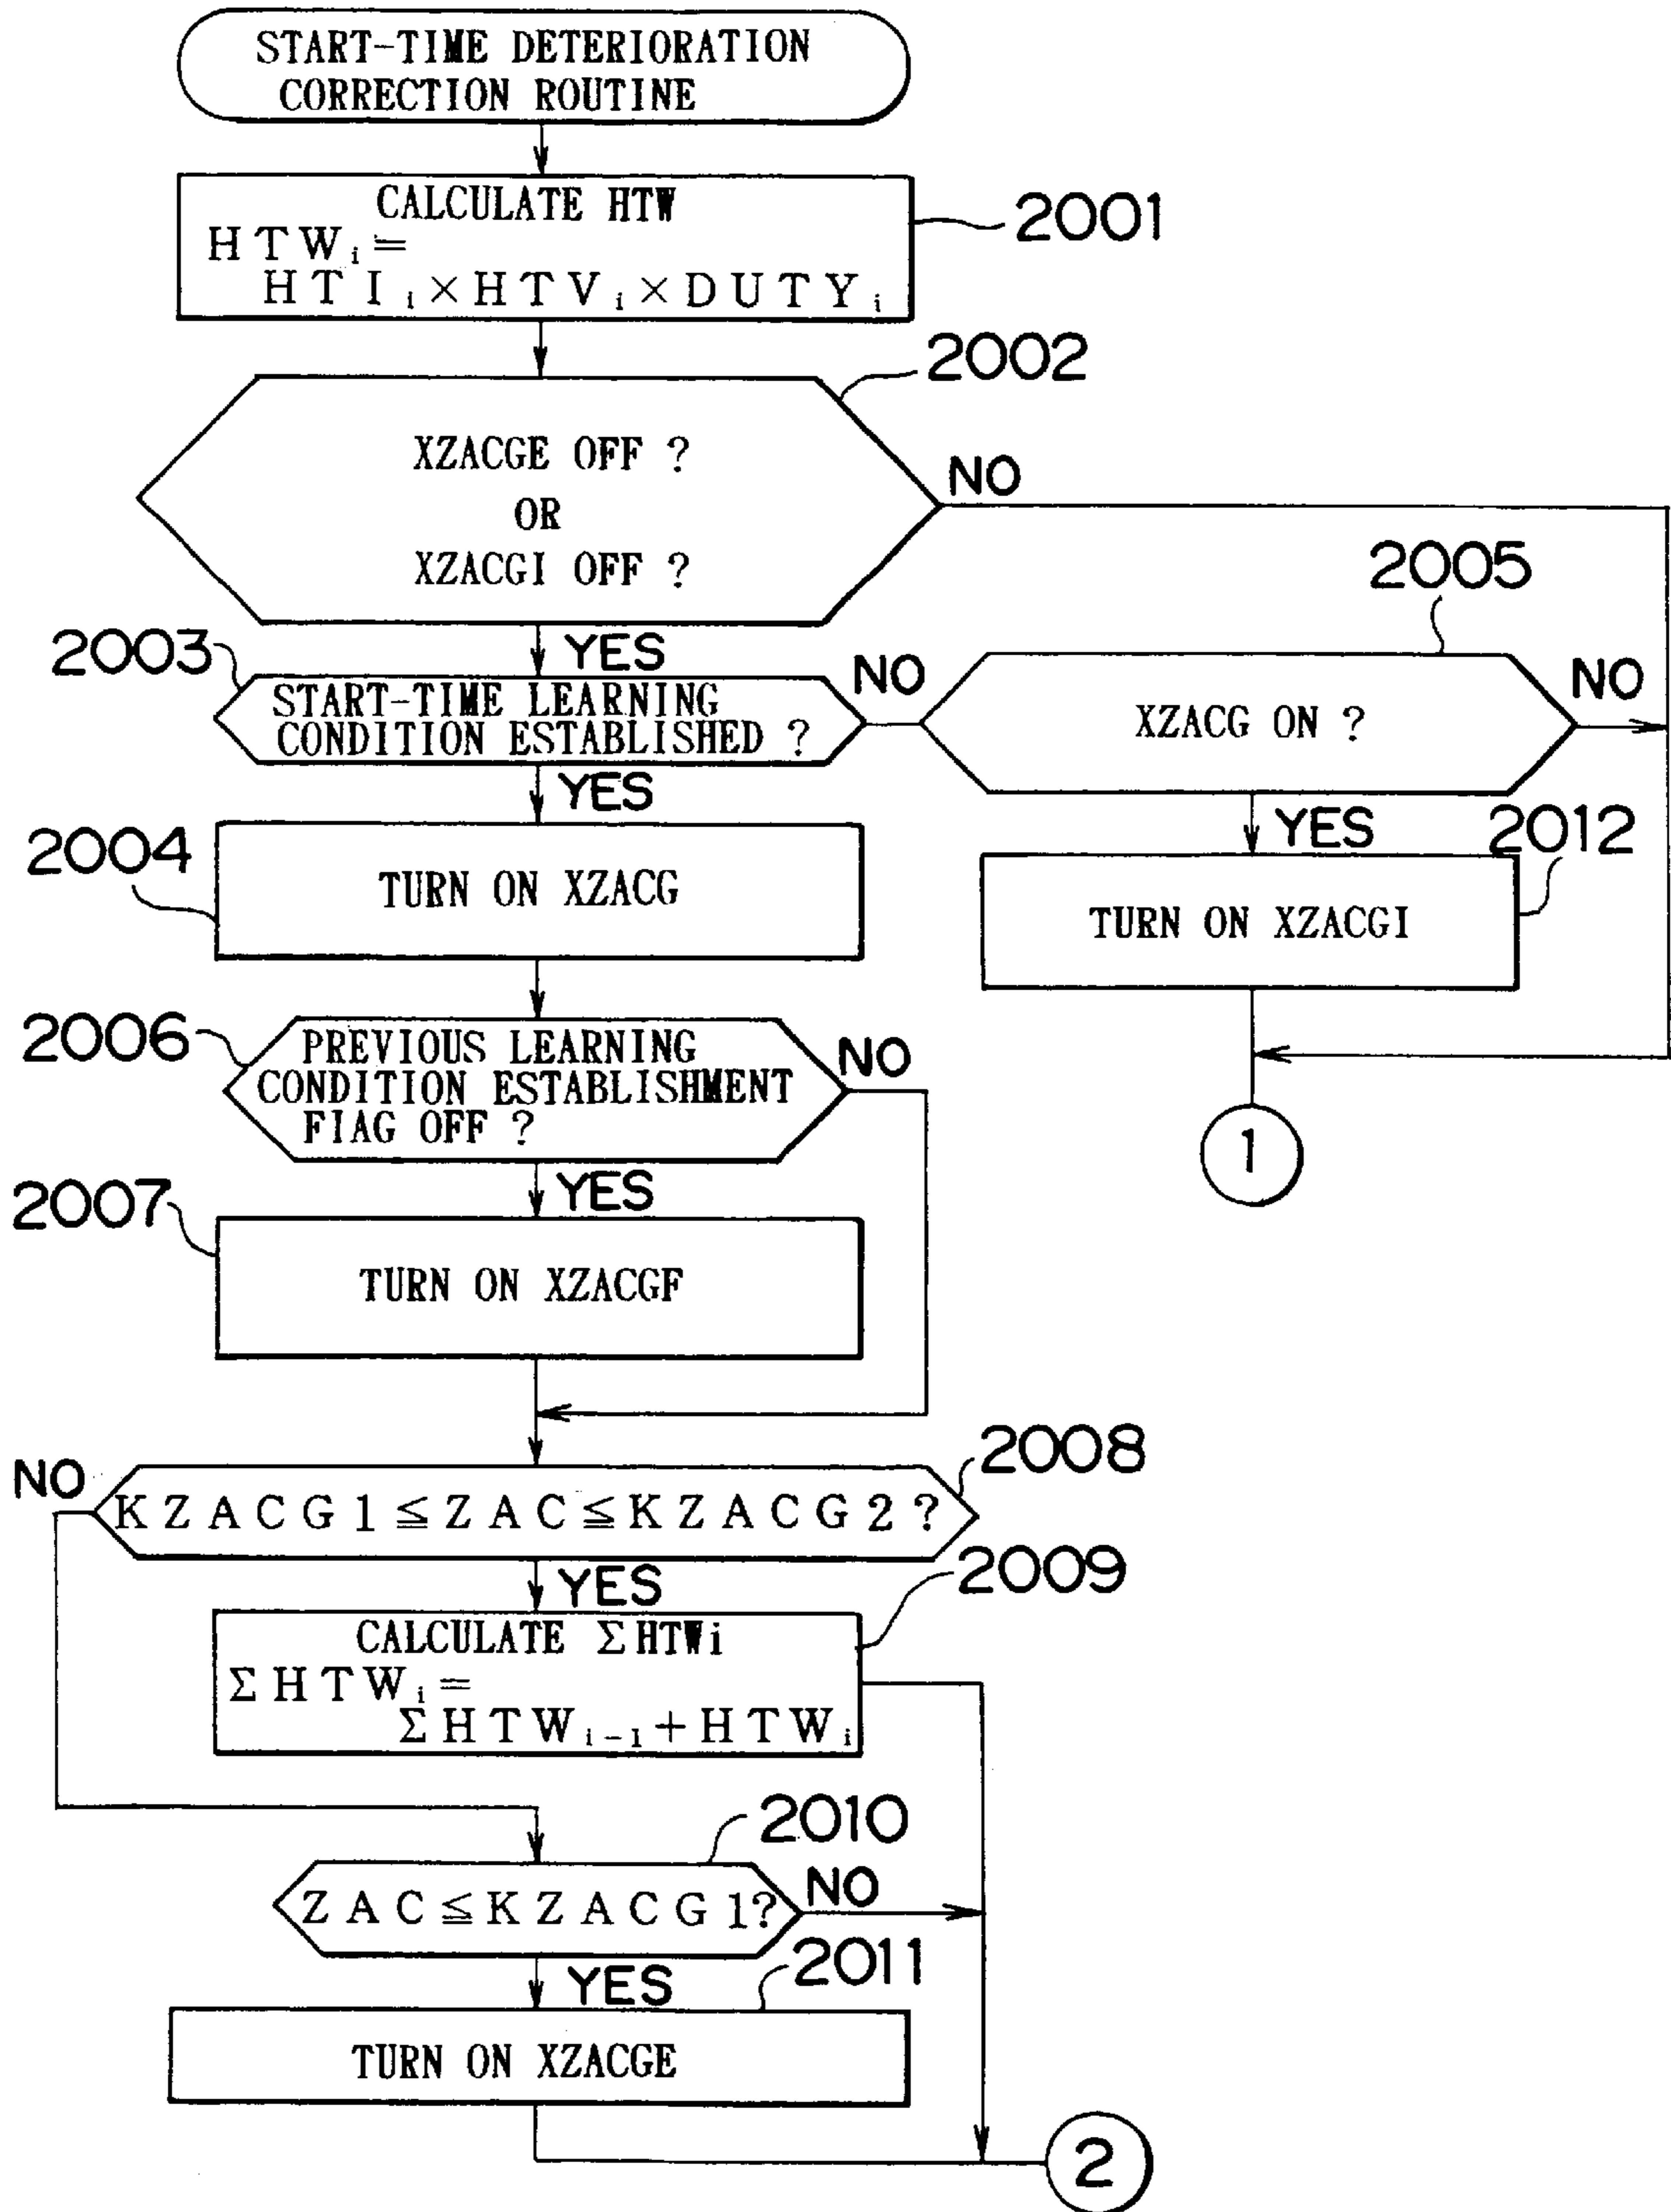 START-TIME DETERIORATION
CORRECTION ROUTINE
CALCULATE HTW
HTWi=
HTIi×HTVi×DUTYi
2001
2002
XZACGE OFF ?
OR
XZACGI OFF ?
NO
YES
2003
START-TIME LEARNING
CONDITION ESTABLISHED ?
NO
2005
XZACG ON ?
NO
YES
YES
2004
TURN ON XZACG
2012
TURN ON XZACGI
1
2006
PREVIOUS LEARNING
CONDITION ESTABLISHMENT
FIAG OFF ?
NO
YES
2007
TURN ON XZACGF
2008
NO
KZACG1≦ZAC≦KZACG2?
YES
2009
CALCULATE ΣHTWi
ΣHTWi=
ΣHTWi-1+HTWi
2010
ZAC≦KZACG1?
NO
YES
2011
TURN ON XZACGE
2